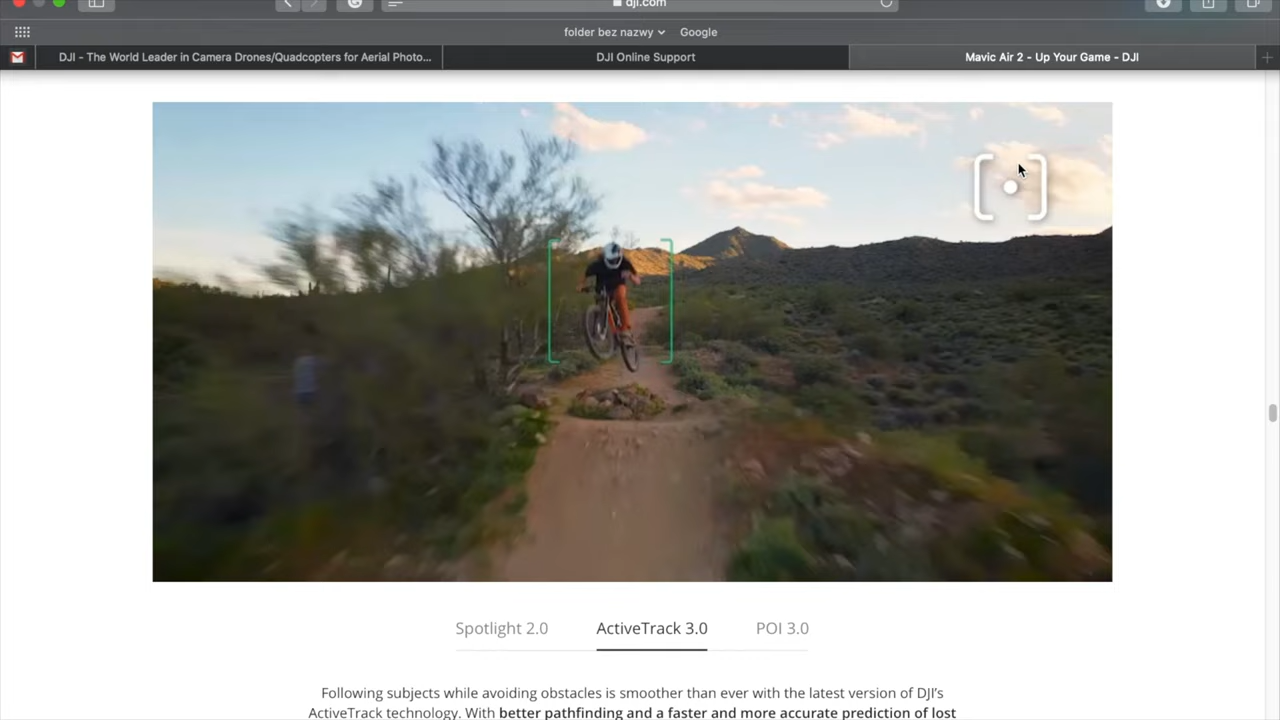 dji.com
folder bez nazwy
Google
DJI - The World Leader in Camera Drones/Quadcopters for Aerial Photo...
DJI Online Support
Mavic Air 2 - Up Your Game - DJI
Spotlight 2.0
ActiveTrack 3.0
POI 3.0
Following subjects while avoiding obstacles is smoother than ever with the latest version of DJI's
ActiveTrack technology. With better pathfinding and a faster and more accurate prediction of lost